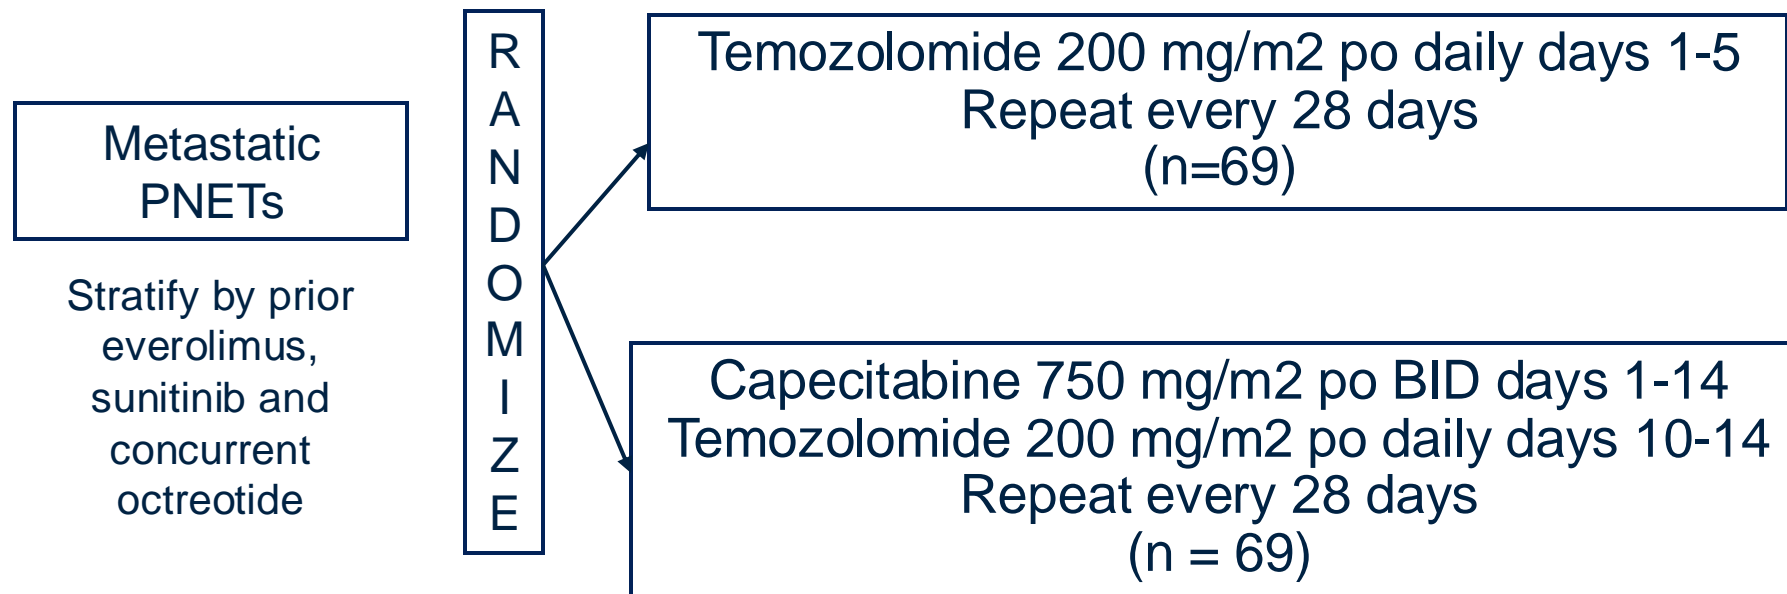 Metastatic
PNETs
Stratify by prior
everolimus,
sunitinib and
concurrent
octreotide
R
A
N
D
O
M
I
Z
E
Temozolomide 200 mg/m2 po daily days 1-5
Repeat every 28 days
(n=69)
Capecitabine 750 mg/m2 po BID days 1-14
Temozolomide 200 mg/m2 po daily days 10-14
Repeat every 28 days
(n = 69)